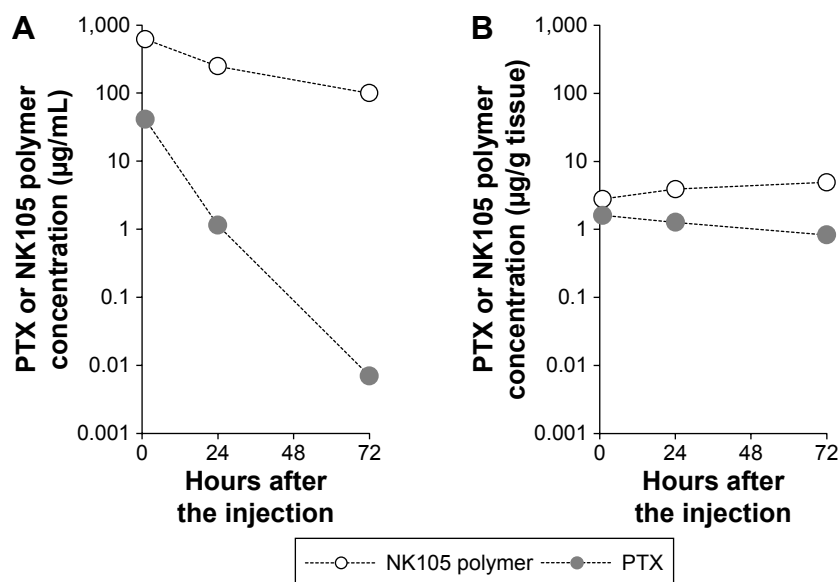 A
PTX or NK105 polymer
concentration (µg/mL)
1,000
100
10
1
0.1
0.01
0.001
0 24 48 72
Hours after
the injection
B
PTX or NK105 polymer
concentration (µg/g tissue)
1,000
100
10
1
0.1
0.01
0.001
0 24 48 72
Hours after
the injection
NK105 polymer PTX